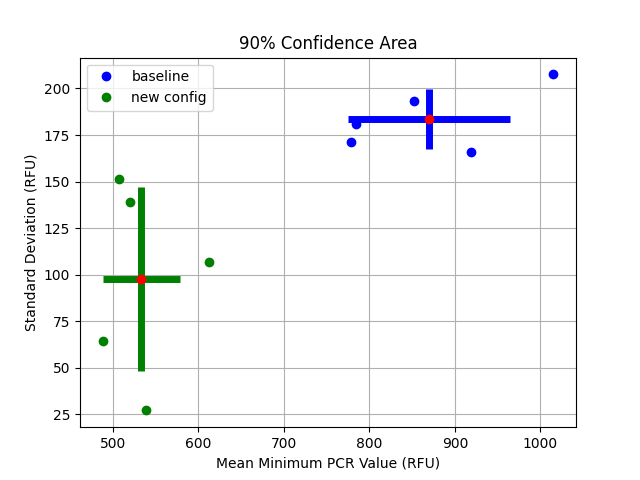 90% Confidence Area
baseline
new config
200
175
150
125
100
75
50
25
Standard Deviation (RFU)
500 600 700 800 900 1000
Mean Minimum PCR Value (RFU)